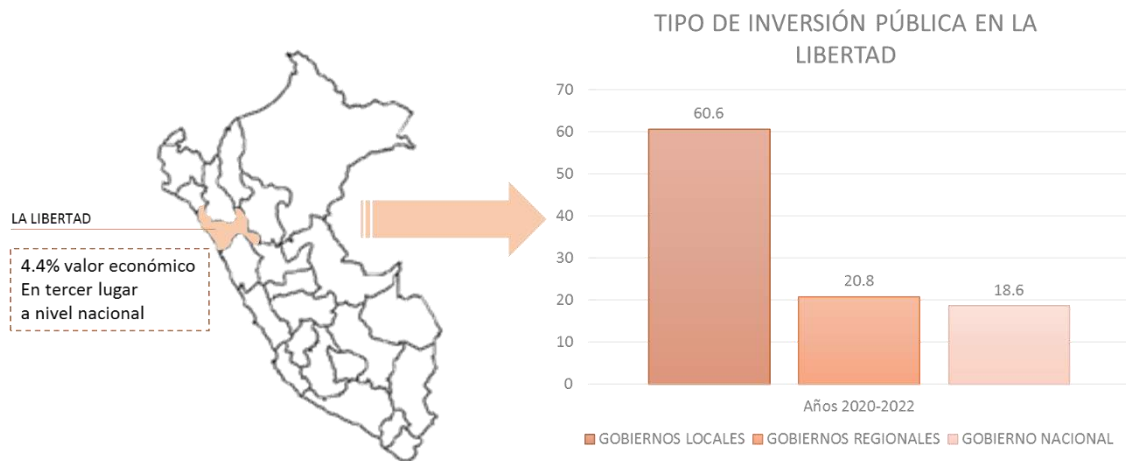 LA LIBERTAD
4.4% valor económico
En tercer lugar
a nivel nacional
TIPO DE INVERSIÓN PÚBLICA EN LA
LIBERTAD
70
60
50
40
30
20
10
0
60.6
20.8
18.6
Años 2020-2022
GOBIERNOS LOCALES GOBIERNOS REGIONALES GOBIERNO NACIONAL